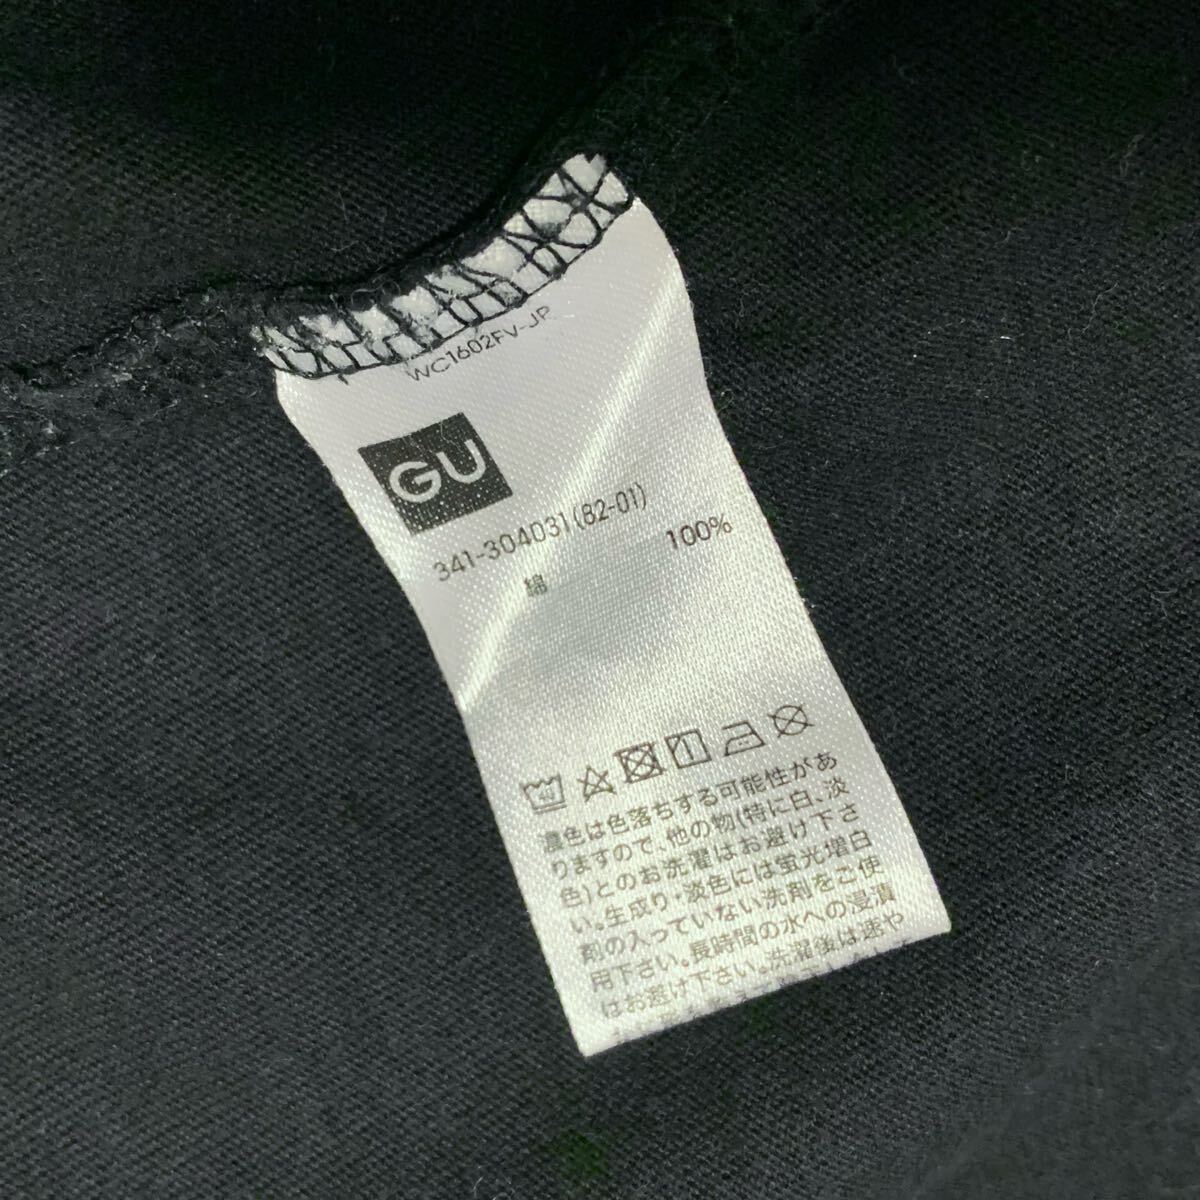 WC1602FV-JP
GU
341-304031(82-01)
綿 100%
濃色は色落ちする可能性があ
りますので、他の物(特に白、淡
色)とのお洗濯はお避け下さ
い。生成り・淡色には蛍光増白
剤の入っていない洗剤をご使
用下さい。長時間の水への浸漬
はお避け下さい。洗濯後は速や